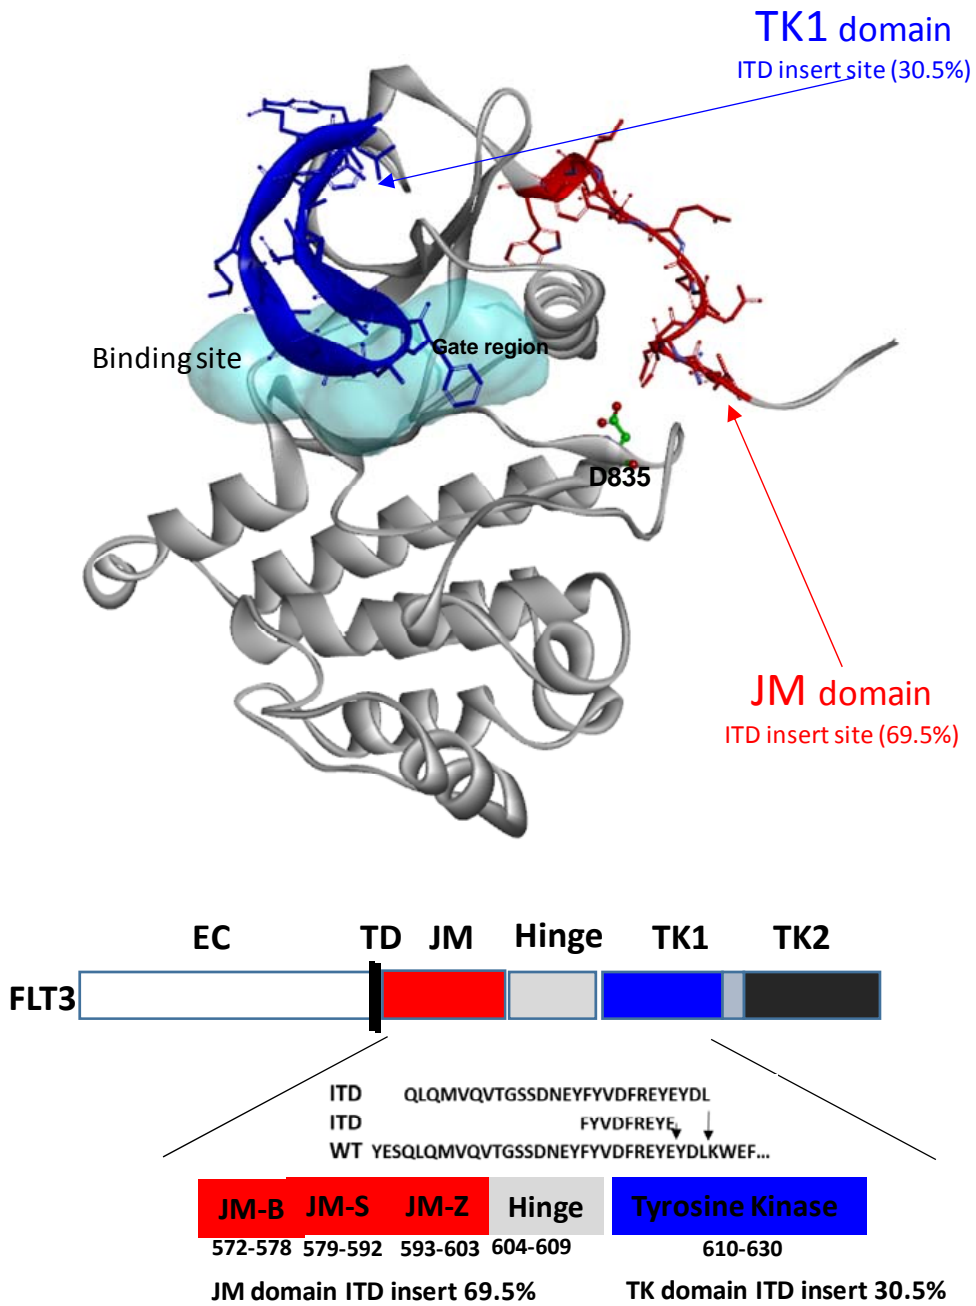 TK1 domain
ITD insert site (30.5%)
Binding site
Gate region
D835
JM domain
ITD insert site (69.5%)
EC TD JM Hinge TK1 TK2
FLT3
ITD QLQMVQVTGSSDNEYFYVDFREYEYDL
ITD FYVDFREYE
WT YESQLQMVQVTGSSDNEYFYVDFREYEYDLKWEF...
JM-B JM-S JM-Z Hinge Tyrosine Kinase
572-578 579-592 593-603 604-609 610-630
JM domain ITD insert 69.5% TK domain ITD insert 30.5%